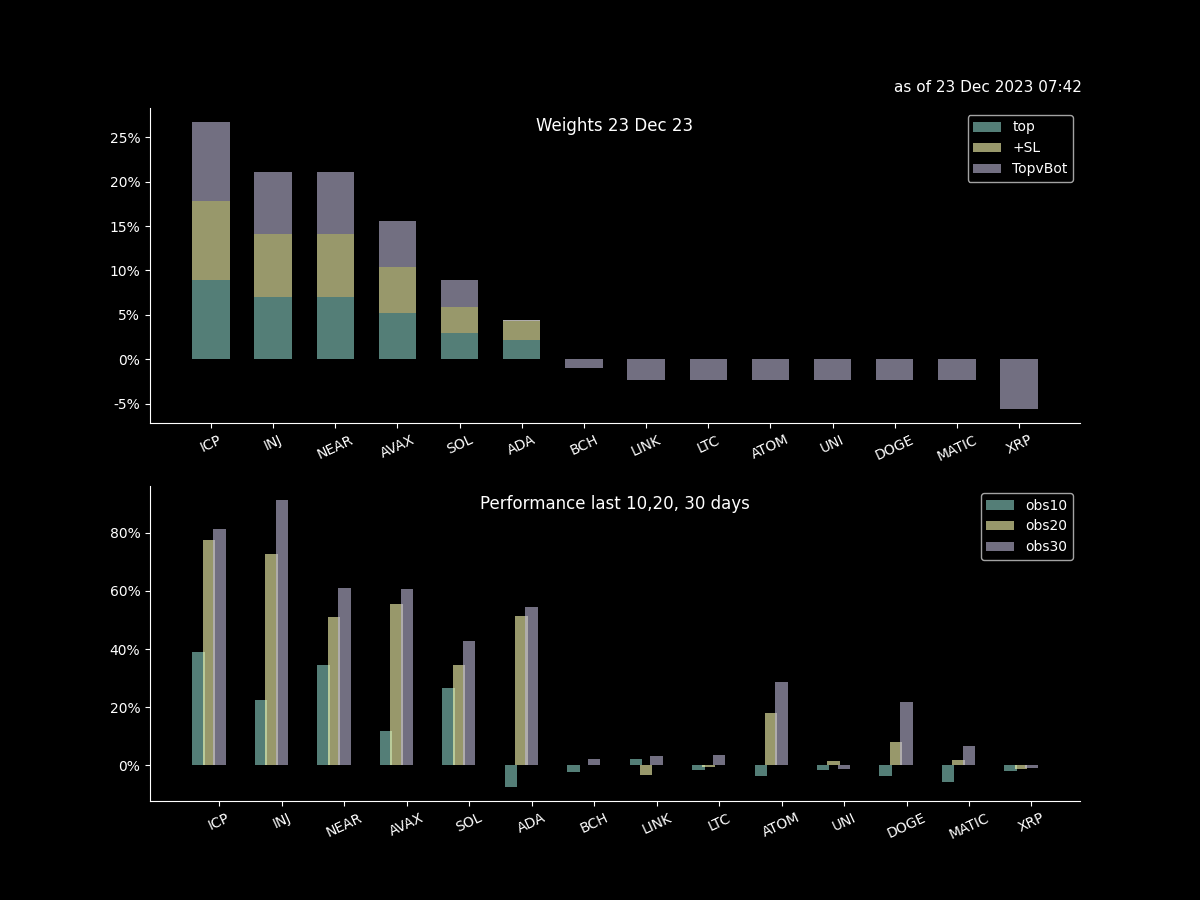 as of 23 Dec 2023 07:42
Weights 23 Dec 23
top
+SL
TopvBot
25%
20%
15%
10%
5%
0%
-5%
ICP INJ NEAR AVAX SOL ADA BCH LINK LTC ATOM UNI DOGE MATIC XRP
Performance last 10,20, 30 days
obs10
obs20
obs30
80%
60%
40%
20%
0%
ICP INJ NEAR AVAX SOL ADA BCH LINK LTC ATOM UNI DOGE MATIC XRP